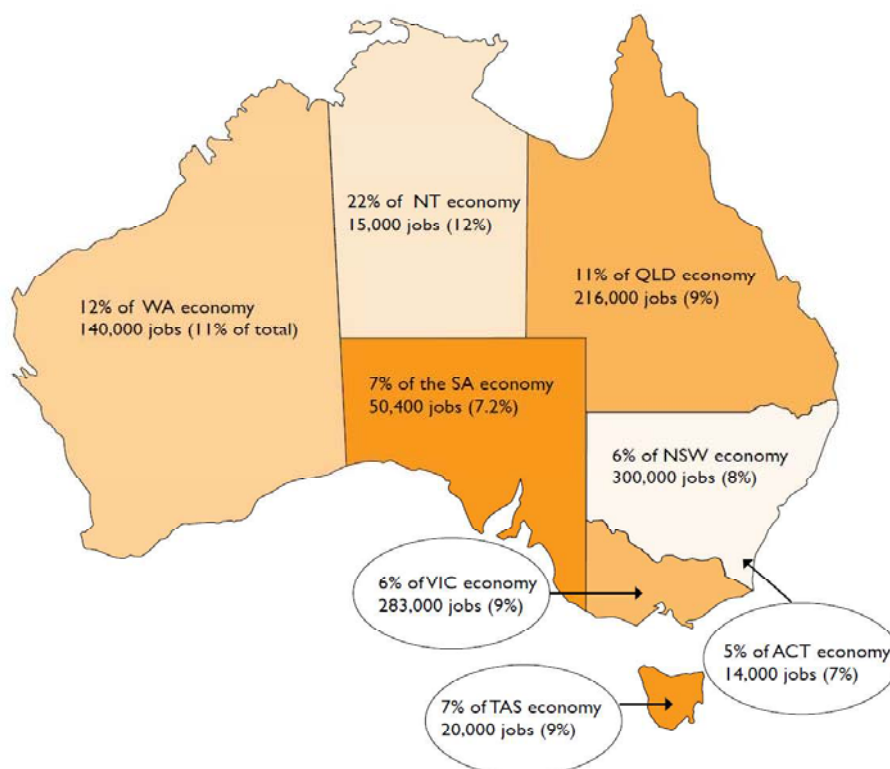 22% of NT economy
15,000 jobs (12%)
11% of QLD economy
216,000 jobs (9%)
12% of WA economy
140,000 jobs (11% of total)
7% of the SA economy
50,400 jobs (7.2%)
6% of NSW economy
300,000 jobs (8%)
6% of VIC economy
283,000 jobs (9%)
5% of ACT economy
14,000 jobs (7%)
7% of TAS economy
20,000 jobs (9%)